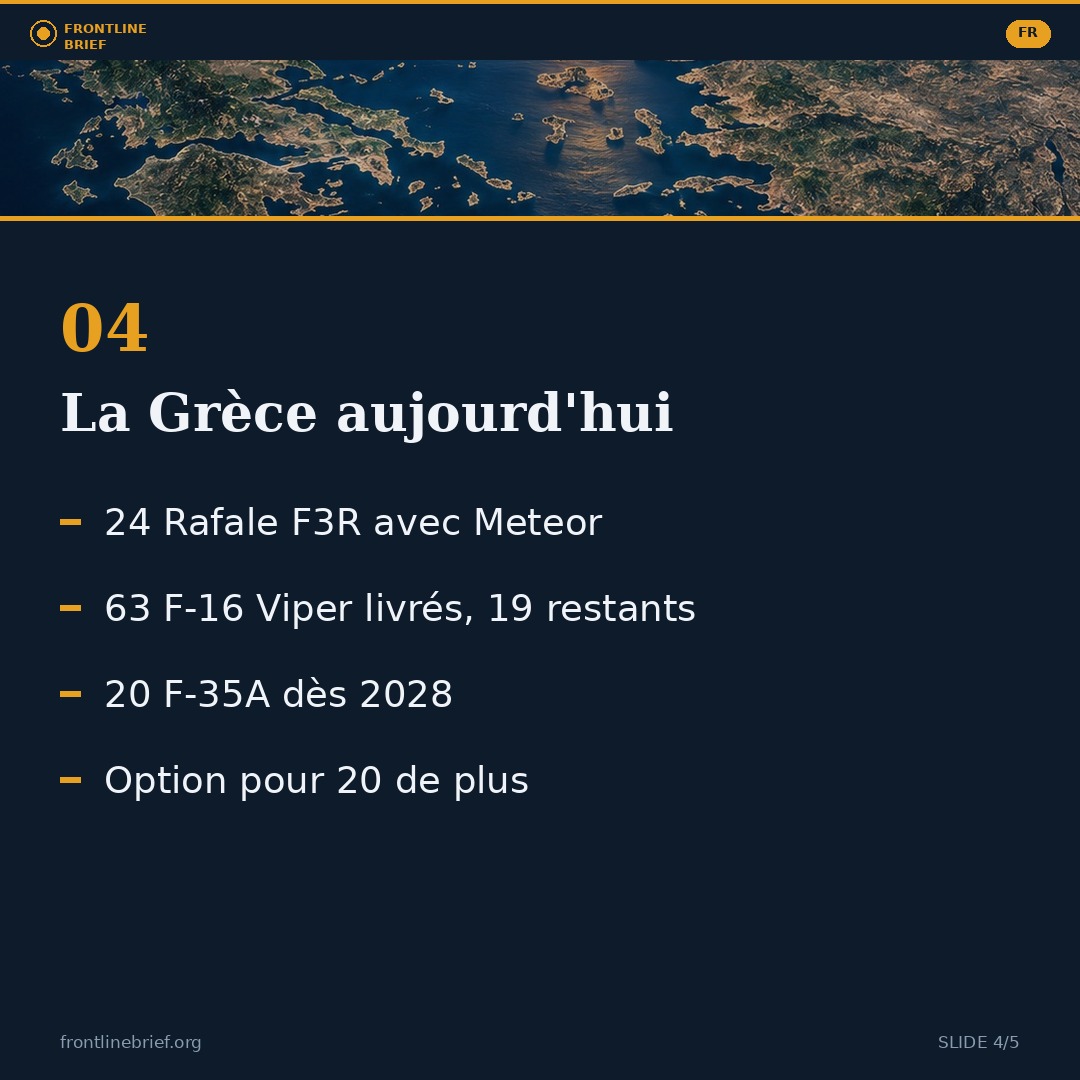 FRONTLINE
BRIEF
FR
04
La Grèce aujourd'hui
24 Rafale F3R avec Meteor
63 F-16 Viper livrés, 19 restants
20 F-35A dès 2028
Option pour 20 de plus
frontlinebrief.org
SLIDE 4/5